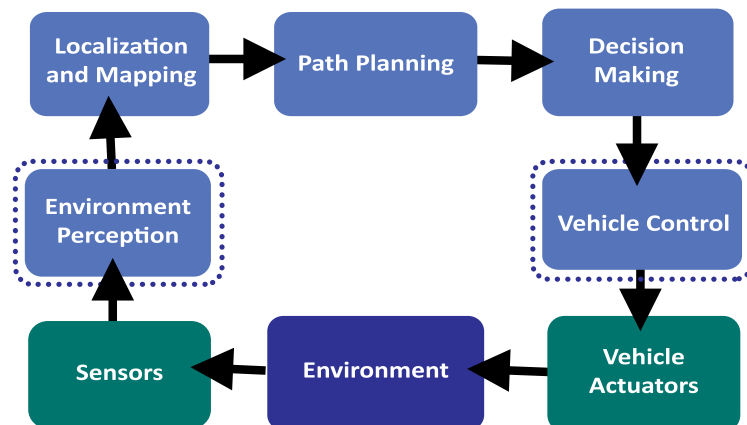 Localization
and Mapping
Path Planning
Decision
Making
Environment
Perception
Vehicle Control
Sensors
Environment
Vehicle
Actuators